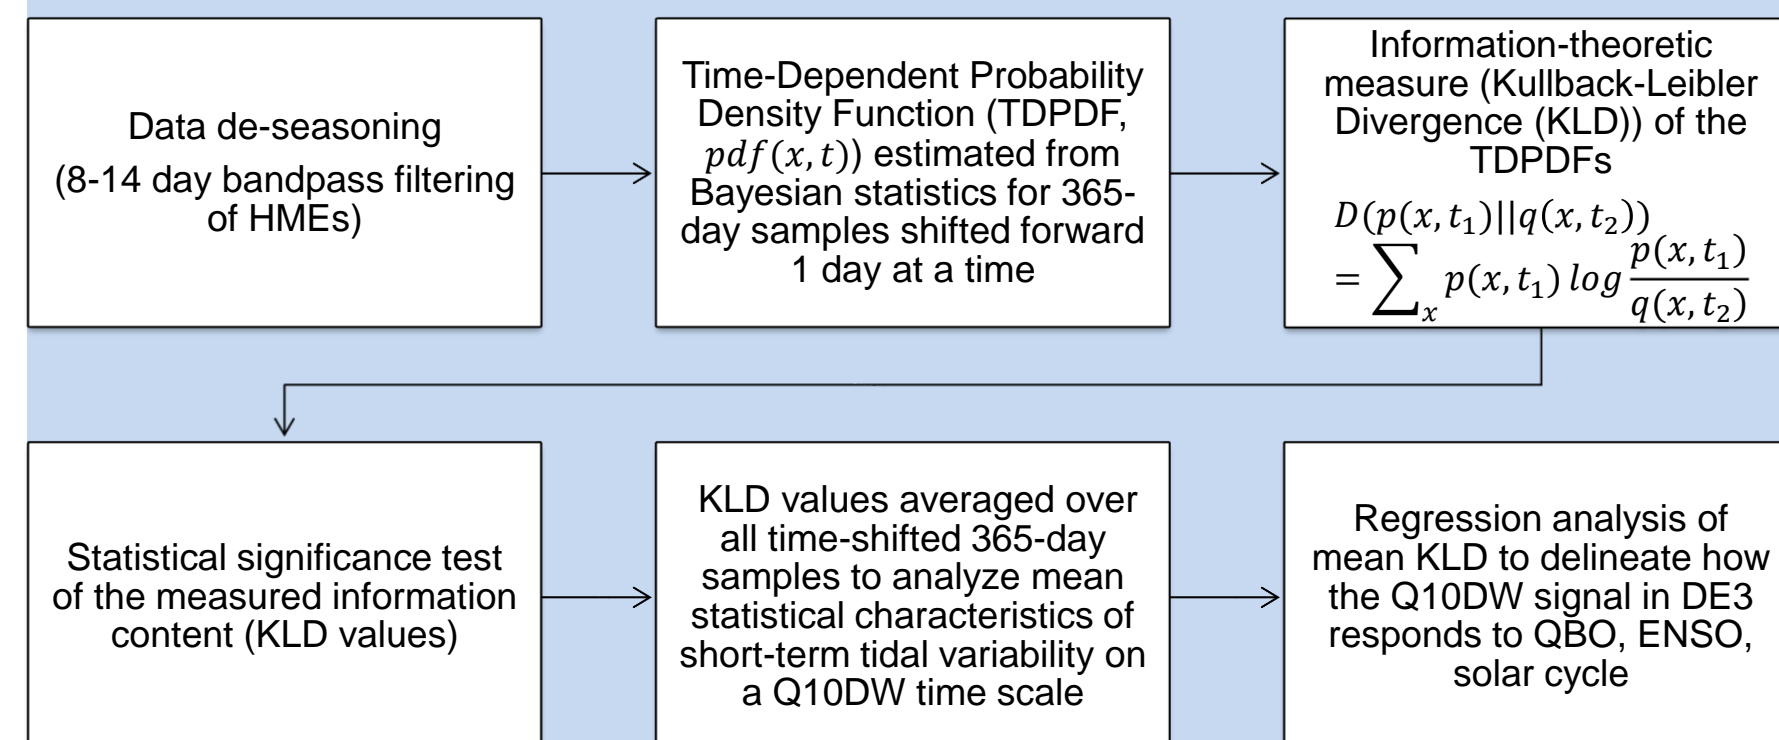 Data de-seasoning
(8-14 day bandpass filtering
of HMEs)
Time-Dependent Probability
Density Function (TDPDF,
pdf(x, t)) estimated from
Bayesian statistics for 365-
day samples shifted forward
1 day at a time
Information-theoretic
measure (Kullback-Leibler
Divergence (KLD)) of the
TDPDFs
D(p(x, t₁)||q(x, t₂))
= ∑ₓ p(x, t₁) log p(x, t₁)/q(x, t₂)
Statistical significance test
of the measured information
content (KLD values)
KLD values averaged over
all time-shifted 365-day
samples to analyze mean
statistical characteristics of
short-term tidal variability on
a Q10DW time scale
Regression analysis of
mean KLD to delineate how
the Q10DW signal in DE3
responds to QBO, ENSO,
solar cycle